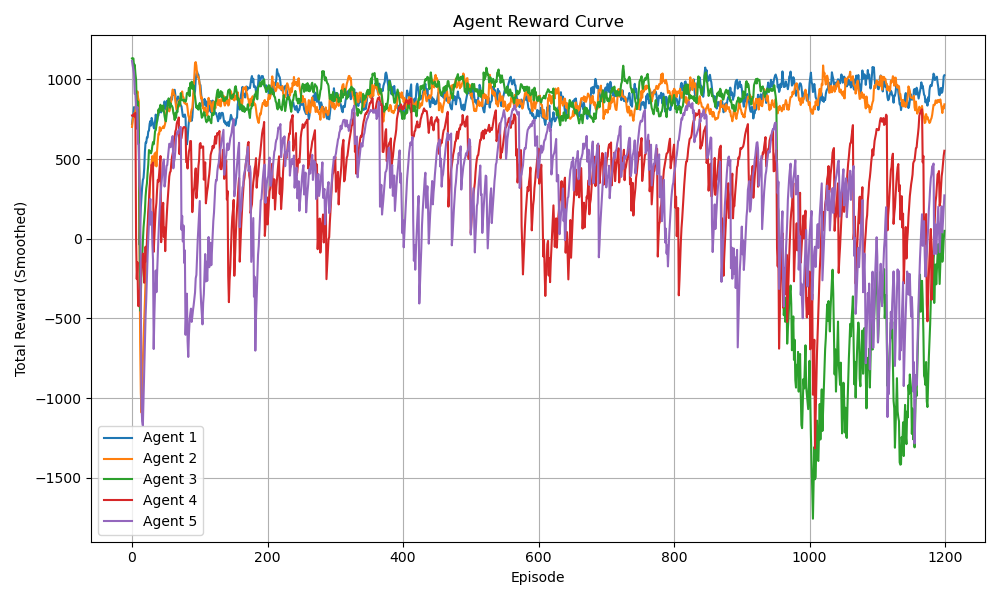 Agent Reward Curve
Total Reward (Smoothed)
1000
500
0
−500
−1000
−1500
Agent 1
Agent 2
Agent 3
Agent 4
Agent 5
0 200 400 600 800 1000 1200
Episode